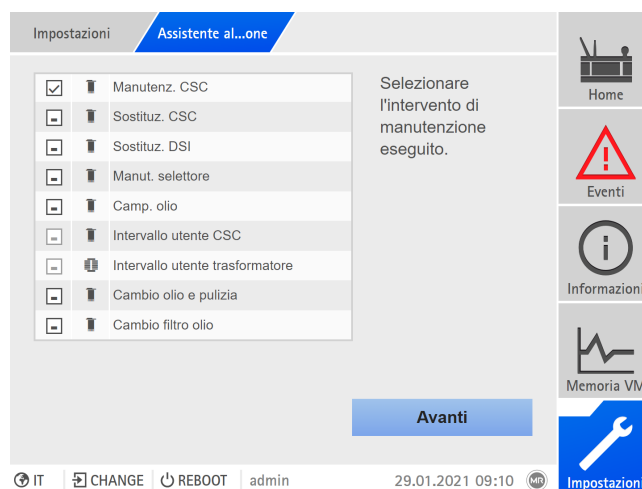 Impostazioni
Assistente al...one
Manutenz. CSC
Sostituz. CSC
Sostituz. DSI
Manut. selettore
Camp. olio
Intervallo utente CSC
Intervallo utente trasformatore
Cambio olio e pulizia
Cambio filtro olio
Selezionare
l'intervento di
manutenzione
eseguito.
Avanti
Home
Eventi
Informazioni
Memoria VM
Impostazion
IT
CHANGE
REBOOT
admin
29.01.2021 09:10
MR